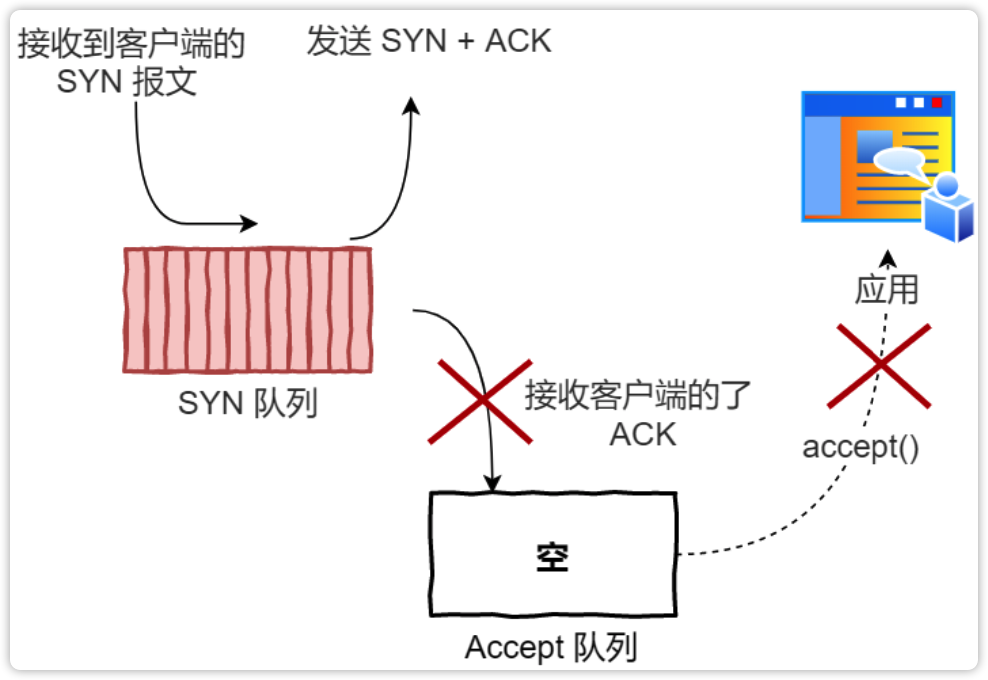 接收到客户端的
SYN 报文
发送 SYN + ACK
应用
SYN 队列
接收客户端的了
ACK
accept()
空
Accept 队列